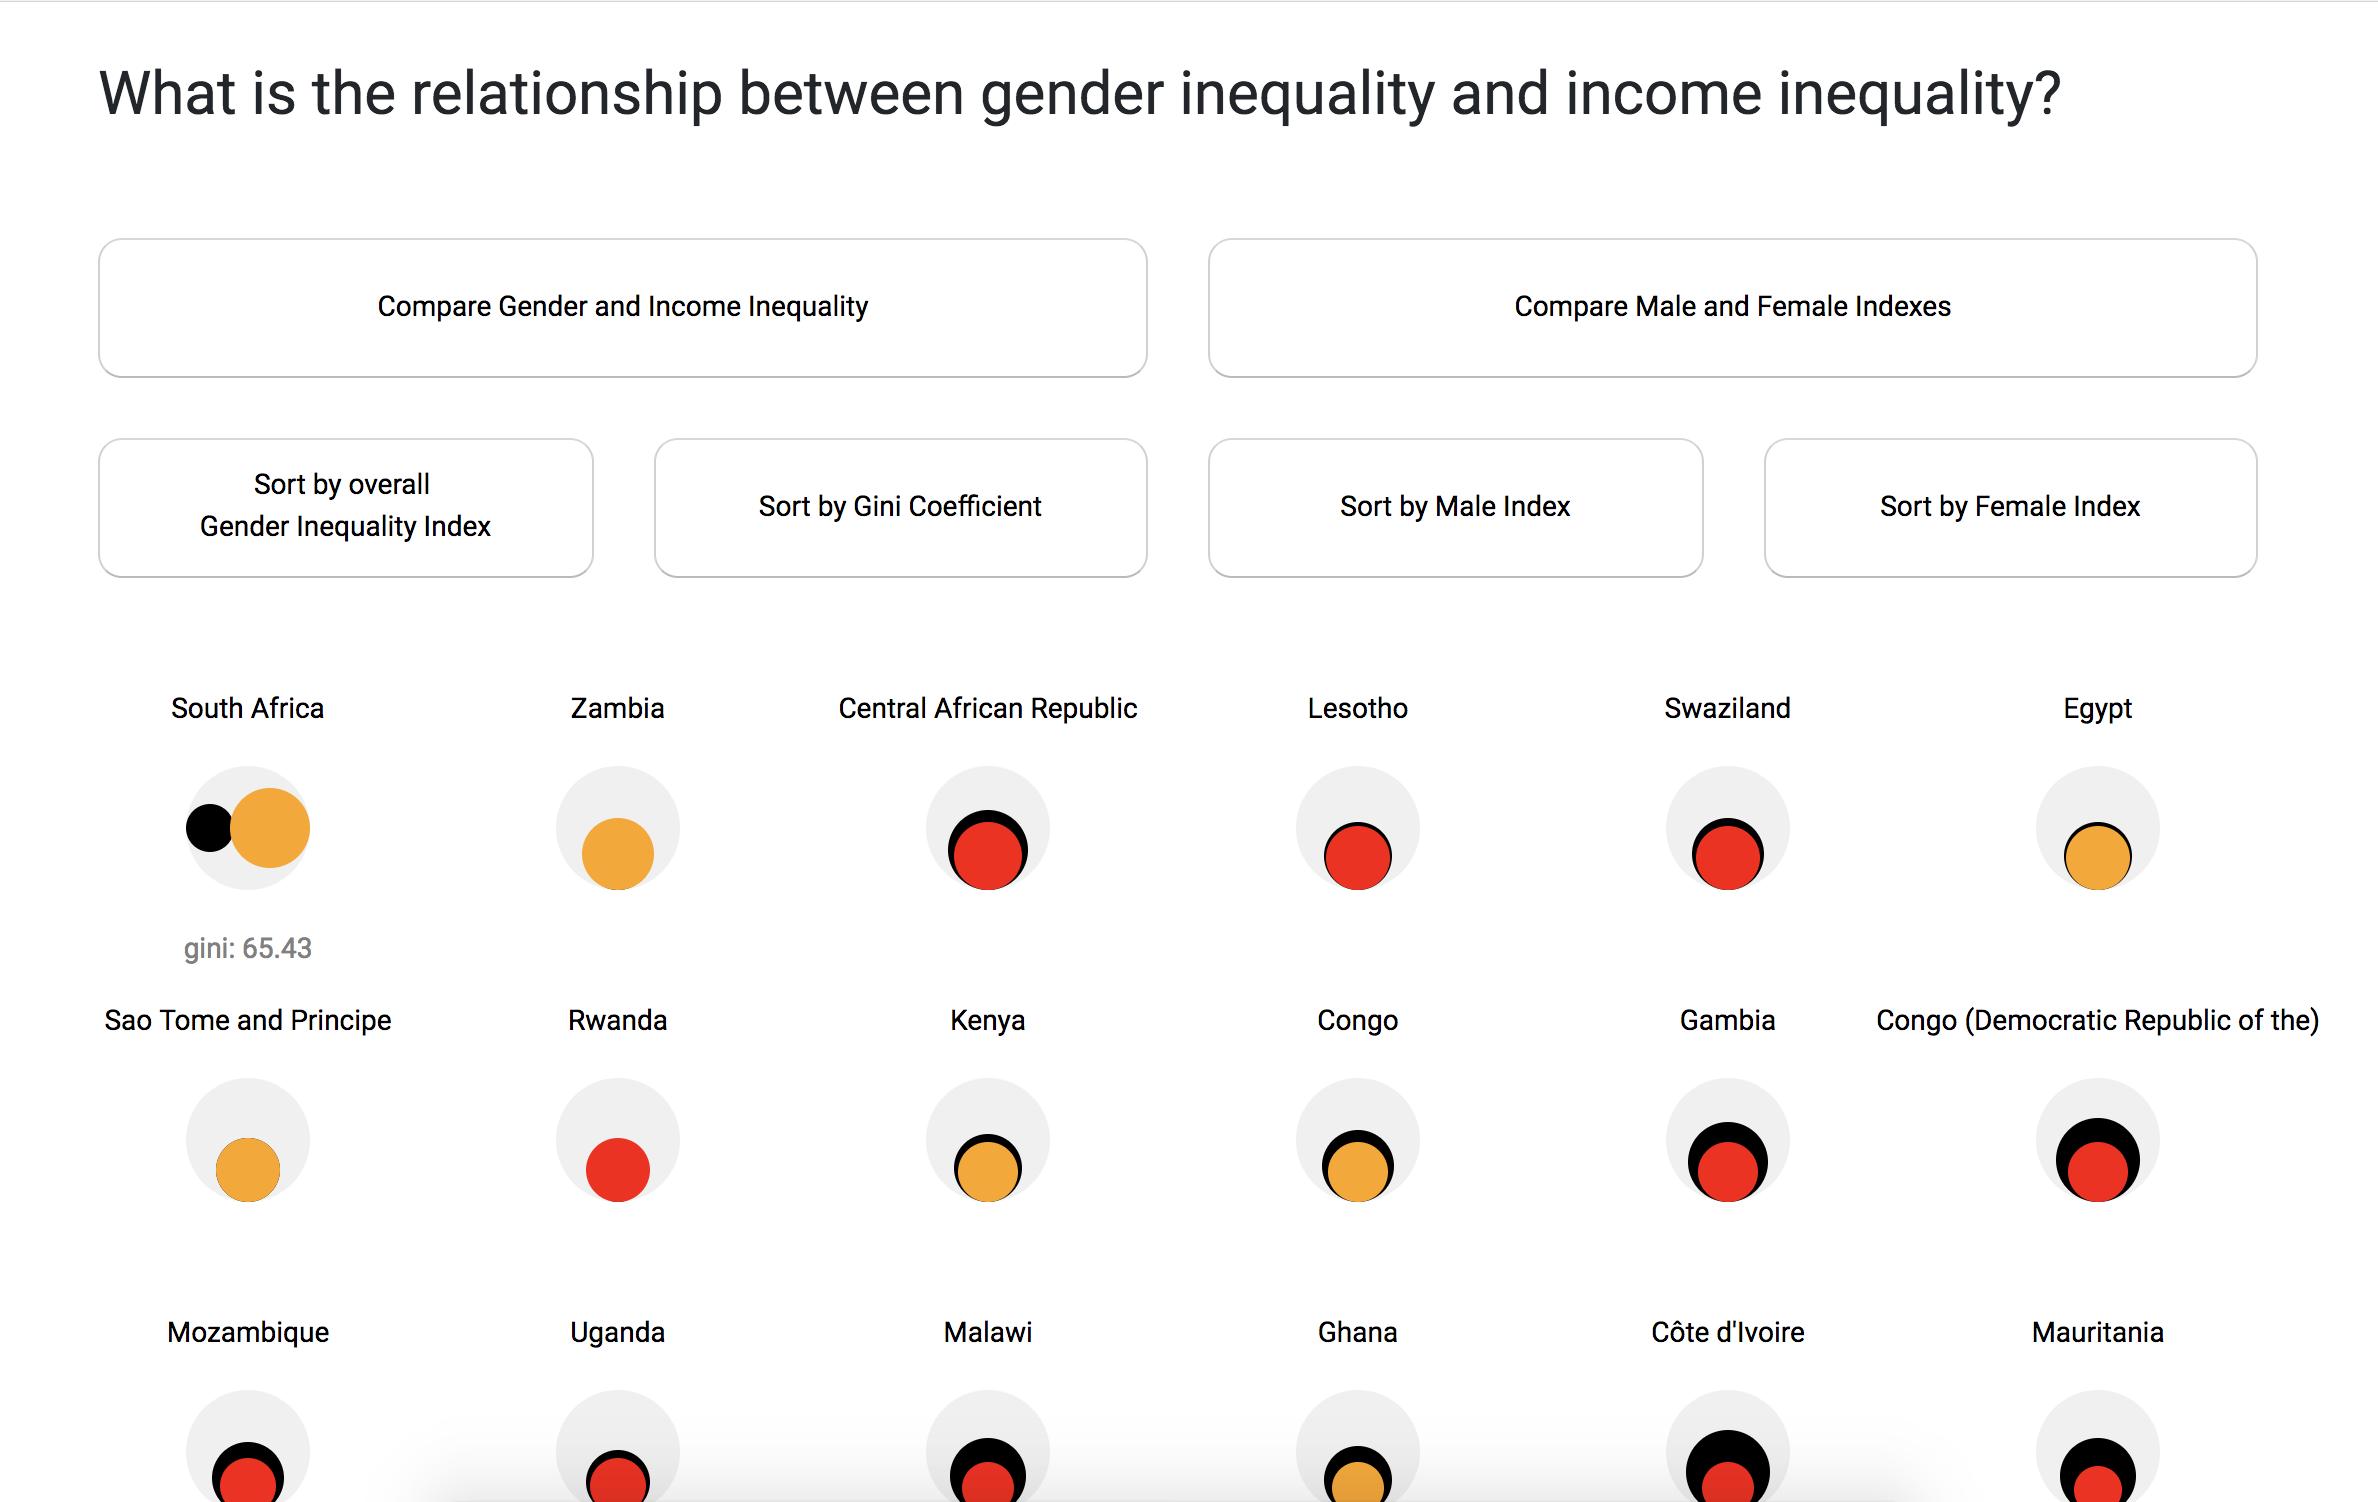 What is the relationship between gender inequality and income inequality?
Compare Gender and Income Inequality
Compare Male and Female Indexes
Sort by overall
Gender Inequality Index
Sort by Gini Coefficient
Sort by Male Index
Sort by Female Index
South Africa
Zambia
Central African Republic
Lesotho
Swaziland
Egypt
gini: 65.43
Sao Tome and Principe
Rwanda
Kenya
Congo
Gambia
Congo (Democratic Republic of the)
Mozambique
Uganda
Malawi
Ghana
Côte d'Ivoire
Mauritania